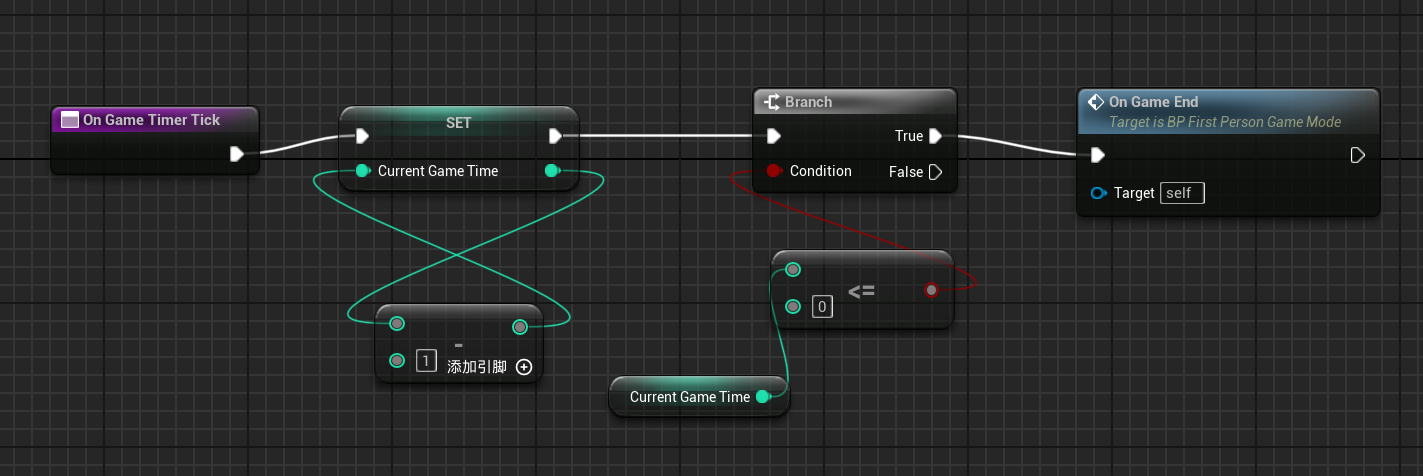 On Game Timer Tick
SET
Current Game Time
-
1
添加引脚
Branch
True
Condition
False
<=
0
Current Game Time
On Game End
Target is BP First Person Game Mode
Target self